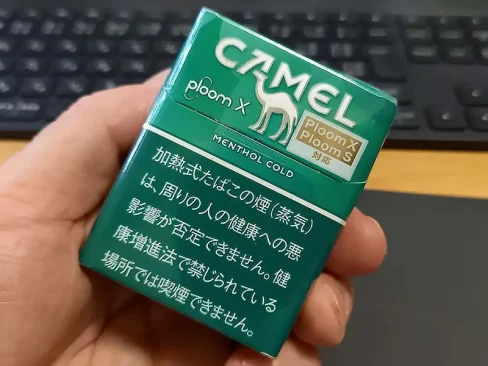 CAMEL
ploom X
Ploom X
Ploom S
対応
MENTHOL COLD
加熱式たばこの煙(蒸気)
は、周りの人の健康への悪
影響が否定できません。健
康増進法で禁じられている
場所では喫煙できません。